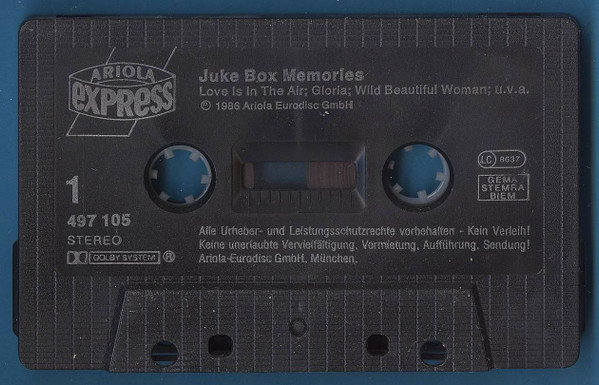 ARIOLA
eXPRESS
Juke Box Memories
Love Is In The Air; Gloria; Wild Beautiful Woman; u.v.a.
℗ 1986 Ariola Eurodisc GmbH
1
497 105
STEREO
DOLBY SYSTEM ®
LC 8637
GEMA
STEMRA
BIEM
Alle Urheber- und Leistungsschutzrechte vorbehalten - Kein Verleih!
Keine unerlaubte Vervielfältigung, Vermietung, Aufführung, Sendung!
Ariola-Eurodisc GmbH, München.